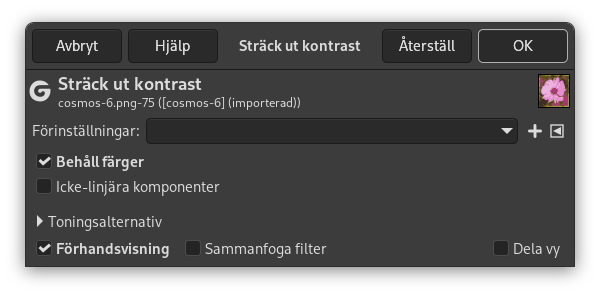 Avbryt Hjälp Sträck ut kontrast Återställ OK
Sträck ut kontrast
cosmos-6.png-75 ([cosmos-6] (importerad))
Förinställningar:
Behåll färger
Icke-linjära komponenter
Toningsalternativ
Förhandsvisning Sammanfoga filter Dela vy